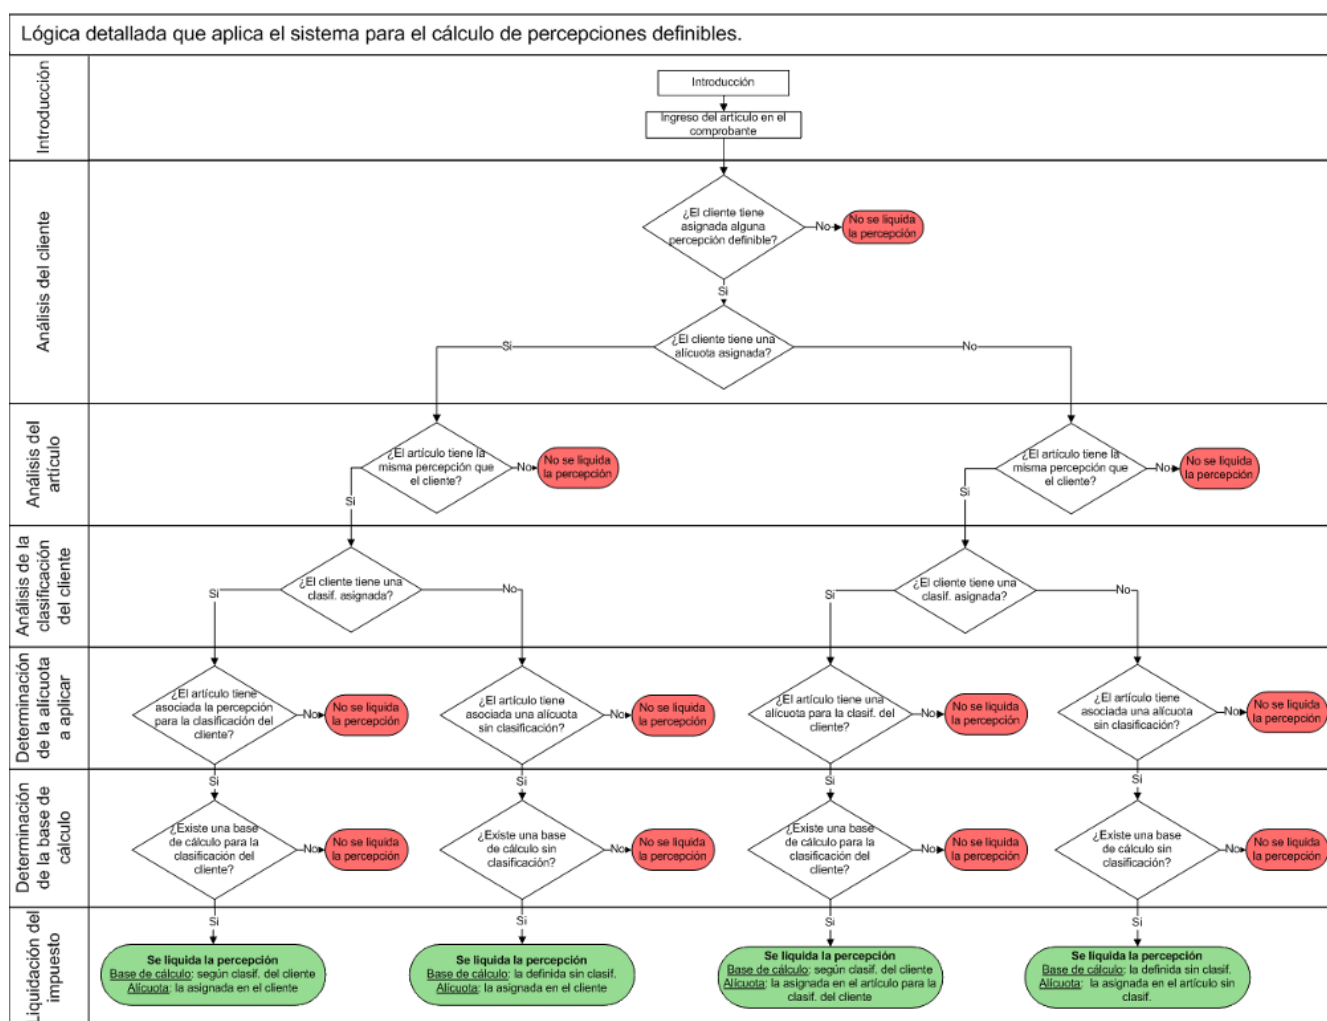 Lógica detallada que aplica el sistema para el cálculo de percepciones definibles.
Introducción
Introducción
Ingreso del artículo en el
comprobante
Análisis del cliente
¿El cliente tiene
asignada alguna
percepción definible?
No
No se liquida
la percepción
Si
¿El cliente tiene una
alícuota asignada?
Si
No
Análisis del
artículo
¿El artículo tiene la
misma percepción que
el cliente?
No
No se liquida
la percepción
Si
¿El artículo tiene la
misma percepción que
el cliente?
No
No se liquida
la percepción
Si
Análisis de la
clasificación
del cliente
¿El cliente tiene una
clasif. asignada?
Si
No
¿El cliente tiene una
clasif. asignada?
Si
No
Determinación
de la alícuota
a aplicar
¿El artículo tiene
asociada la percepción
para la clasificación del
cliente?
No
No se liquida
la percepción
Si
¿El artículo tiene
asociada una alícuota
sin clasificación?
No
No se liquida
la percepción
Si
¿El artículo tiene una
alícuota para la clasif. del
cliente?
No
No se liquida
la percepción
Si
¿El artículo tiene
asociada una alícuota
sin clasificación?
No
No se liquida
la percepción
Si
Determinación
de la base de
cálculo
¿Existe una base
de cálculo para la
clasificación del
cliente?
No
No se liquida
la percepción
Si
¿Existe una base
de cálculo sin
clasificación?
No
No se liquida
la percepción
Si
¿Existe una base
de cálculo para la
clasificación del
cliente?
No
No se liquida
la percepción
Si
¿Existe una base
de cálculo sin
clasificación?
No
No se liquida
la percepción
Si
Liquidación del
impuesto
Se liquida la percepción
Base de cálculo: según clasif. del cliente
Alícuota: la asignada en el cliente
Se liquida la percepción
Base de cálculo: la definida sin clasif.
Alícuota: la asignada en el cliente
Se liquida la percepción
Base de cálculo: según clasif. del cliente
Alícuota: la asignada en el artículo para la
clasif. del cliente
Se liquida la percepción
Base de cálculo: la definida sin clasif.
Alícuota: la asignada en el artículo sin
clasif.